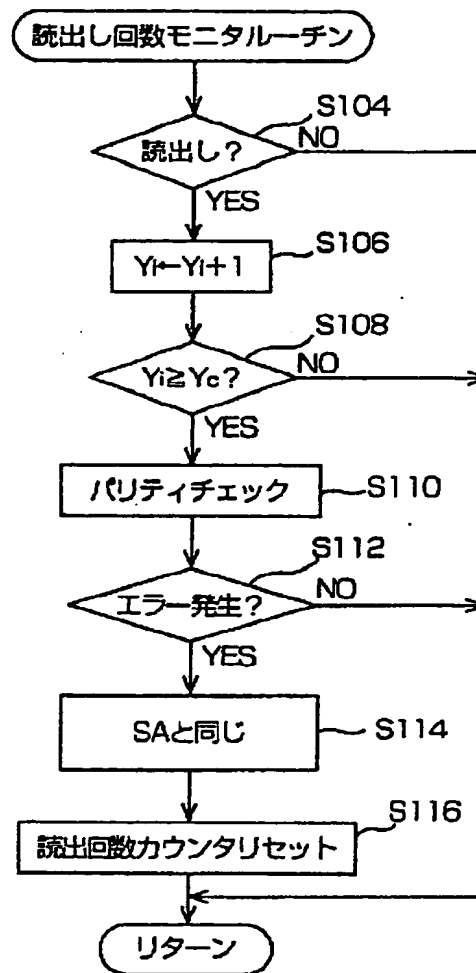 読出し回数モニタルーチン
S104
読出し?
NO
YES
S106
Yi←Yi+1
S108
Yi≧Yc?
NO
YES
パリティチェック
S110
S112
エラー発生?
NO
YES
SAと同じ
S114
S116
読出回数カウンタリセット
リターン